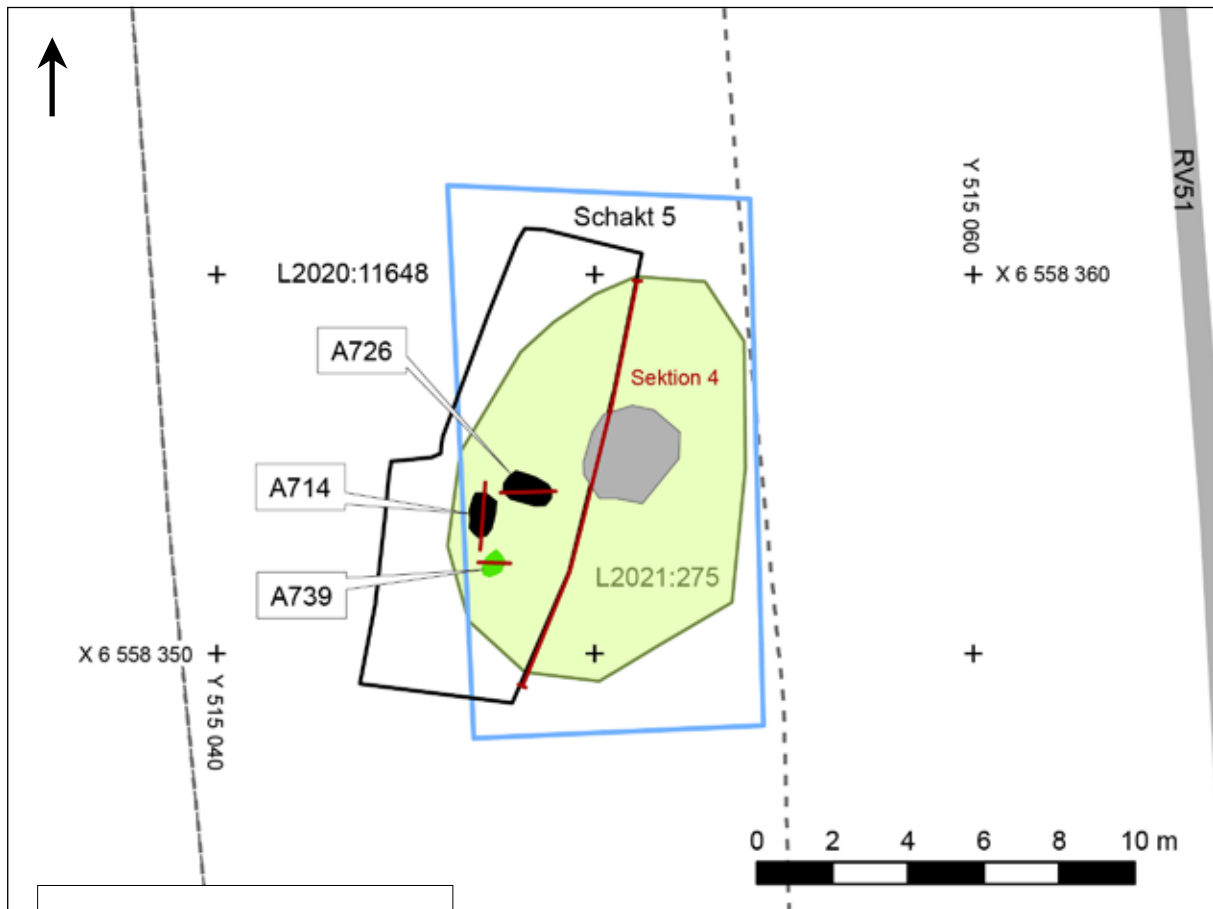 RV51
Y 515 060
Schakt 5
L2020:11648
X 6 558 360
A726
Sektion 4
A714
L2021:275
A739
X 6 558 350
Y 515 040
0 2 4 6 8 10 m